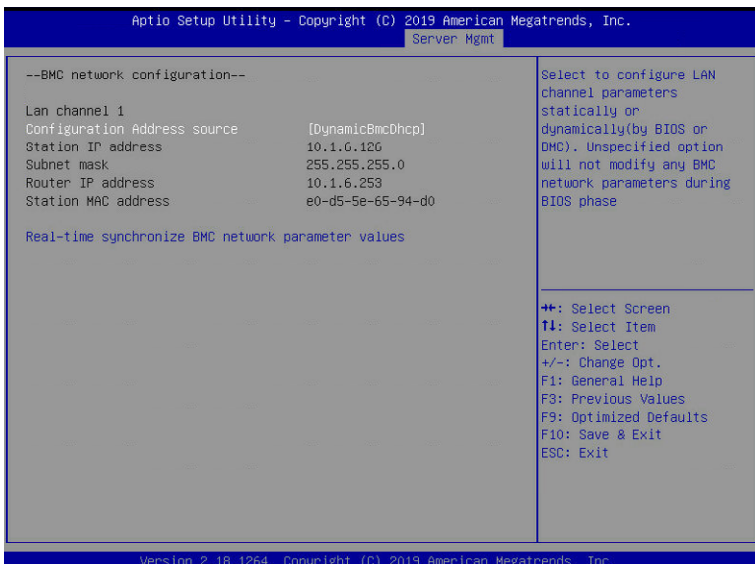 Aptio Setup Utility – Copyright (C) 2019 American Megatrends, Inc.
Server Mgmt
--BMC network configuration--
Lan channel 1
Configuration Address source [DynamicBmcDhcp]
Station IP address 10.1.6.126
Subnet mask 255.255.255.0
Router IP address 10.1.6.253
Station MAC address e0-d5-5e-65-94-d0
Real-time synchronize BMC network parameter values
Select to configure LAN
channel parameters
statically or
dynamically(by BIOS or
BMC). Unspecified option
will not modify any BMC
network parameters during
BIOS phase
→←: Select Screen
↑↓: Select Item
Enter: Select
+/-: Change Opt.
F1: General Help
F3: Previous Values
F9: Optimized Defaults
F10: Save & Exit
ESC: Exit
Version 2.18.1264. Copyright (C) 2019 American Megatrends, Inc.